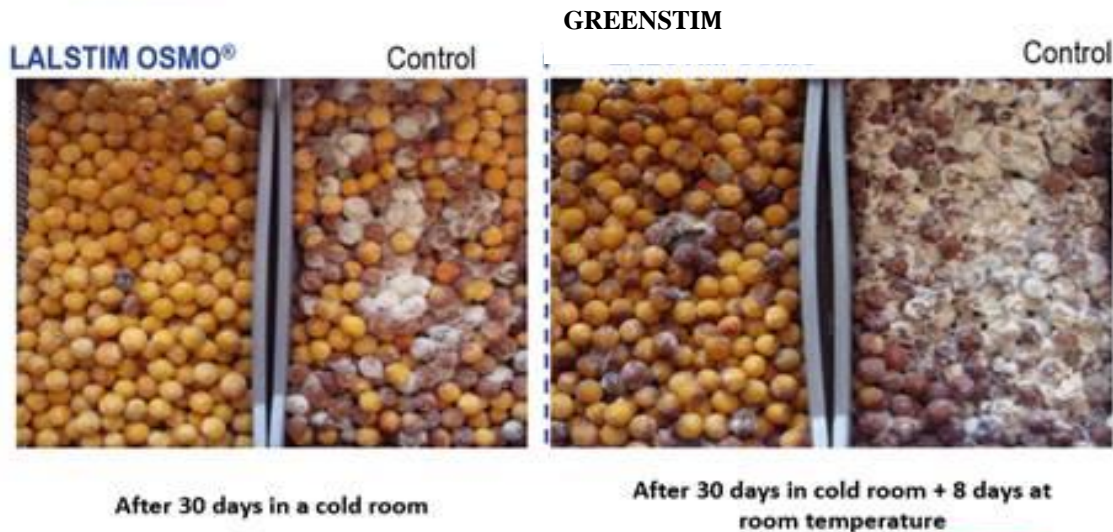 GREENSTIM
LALSTIM OSMO®
Control
Control
After 30 days in a cold room
After 30 days in cold room + 8 days at
room temperature